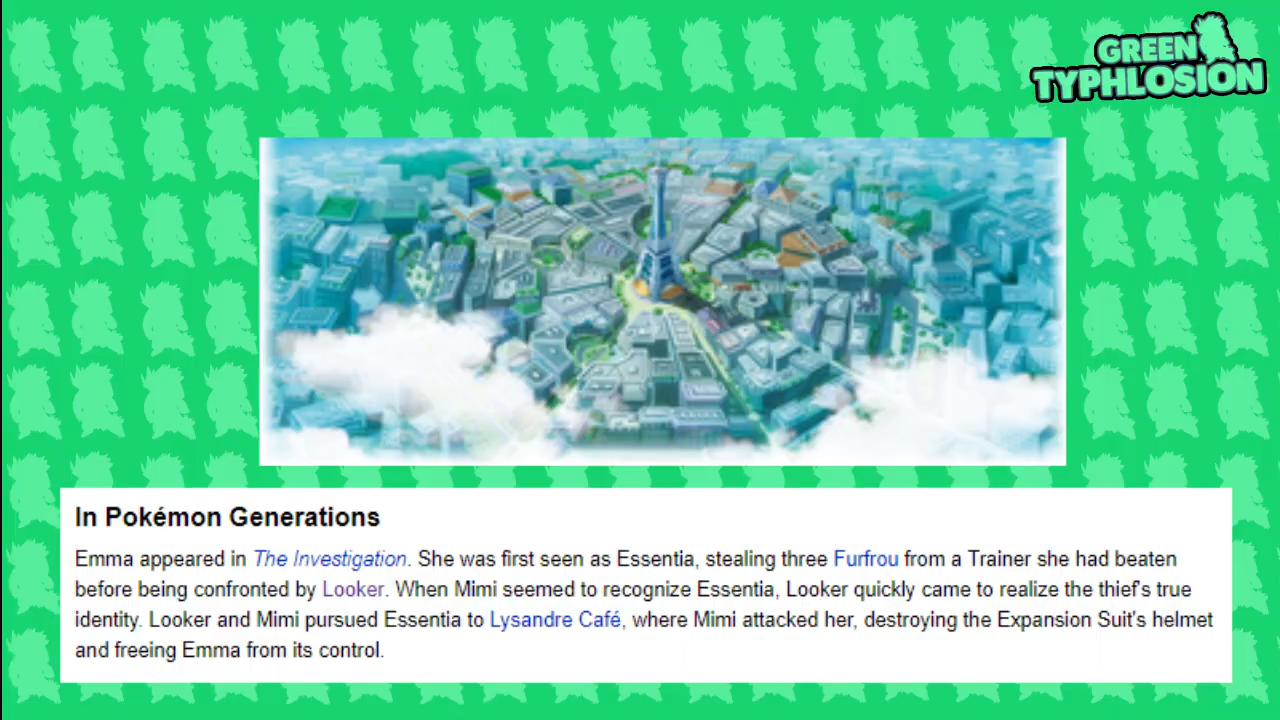 GREEN
TYPHLOSION
In Pokémon Generations
Emma appeared in The Investigation. She was first seen as Essentia, stealing three Furfrou from a Trainer she had beaten
before being confronted by Looker. When Mimi seemed to recognize Essentia, Looker quickly came to realize the thief's true
identity. Looker and Mimi pursued Essentia to Lysandre Café, where Mimi attacked her, destroying the Expansion Suit's helmet
and freeing Emma from its control.